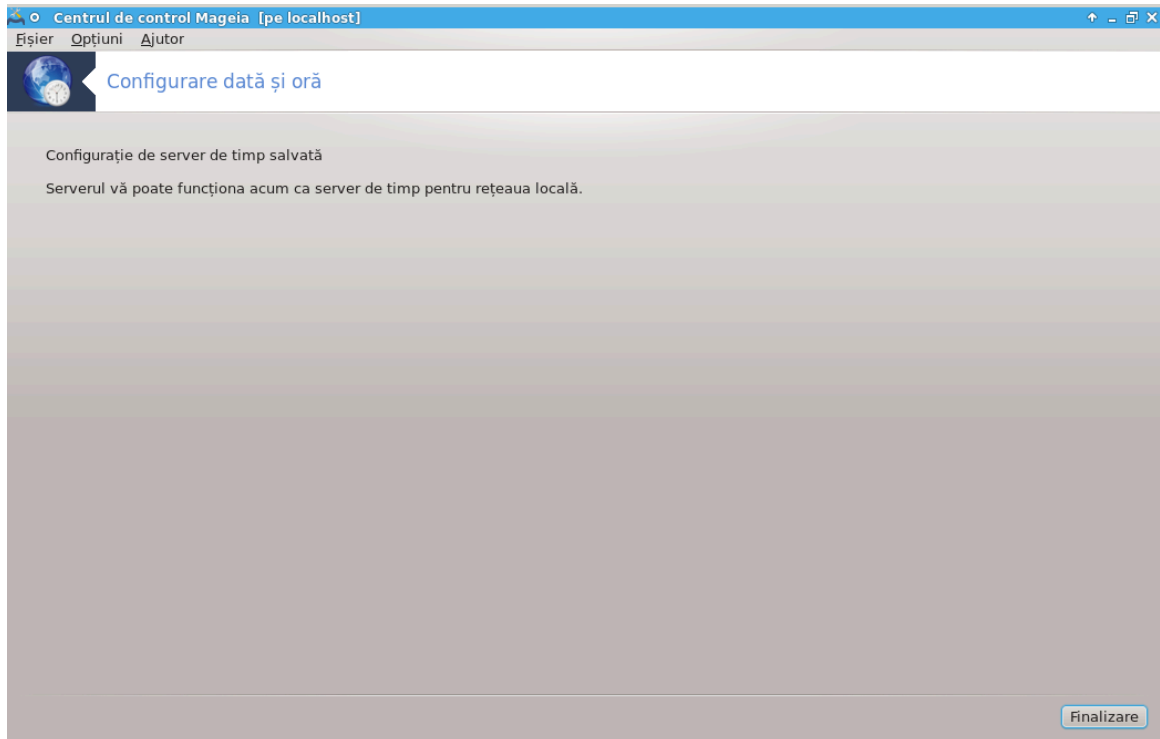 Centrul de control Mageia [pe localhost]
Fișier Opțiuni Ajutor
Configurare dată și oră
Configurație de server de timp salvată
Serverul vă poate funcționa acum ca server de timp pentru rețeaua locală.
Finalizare